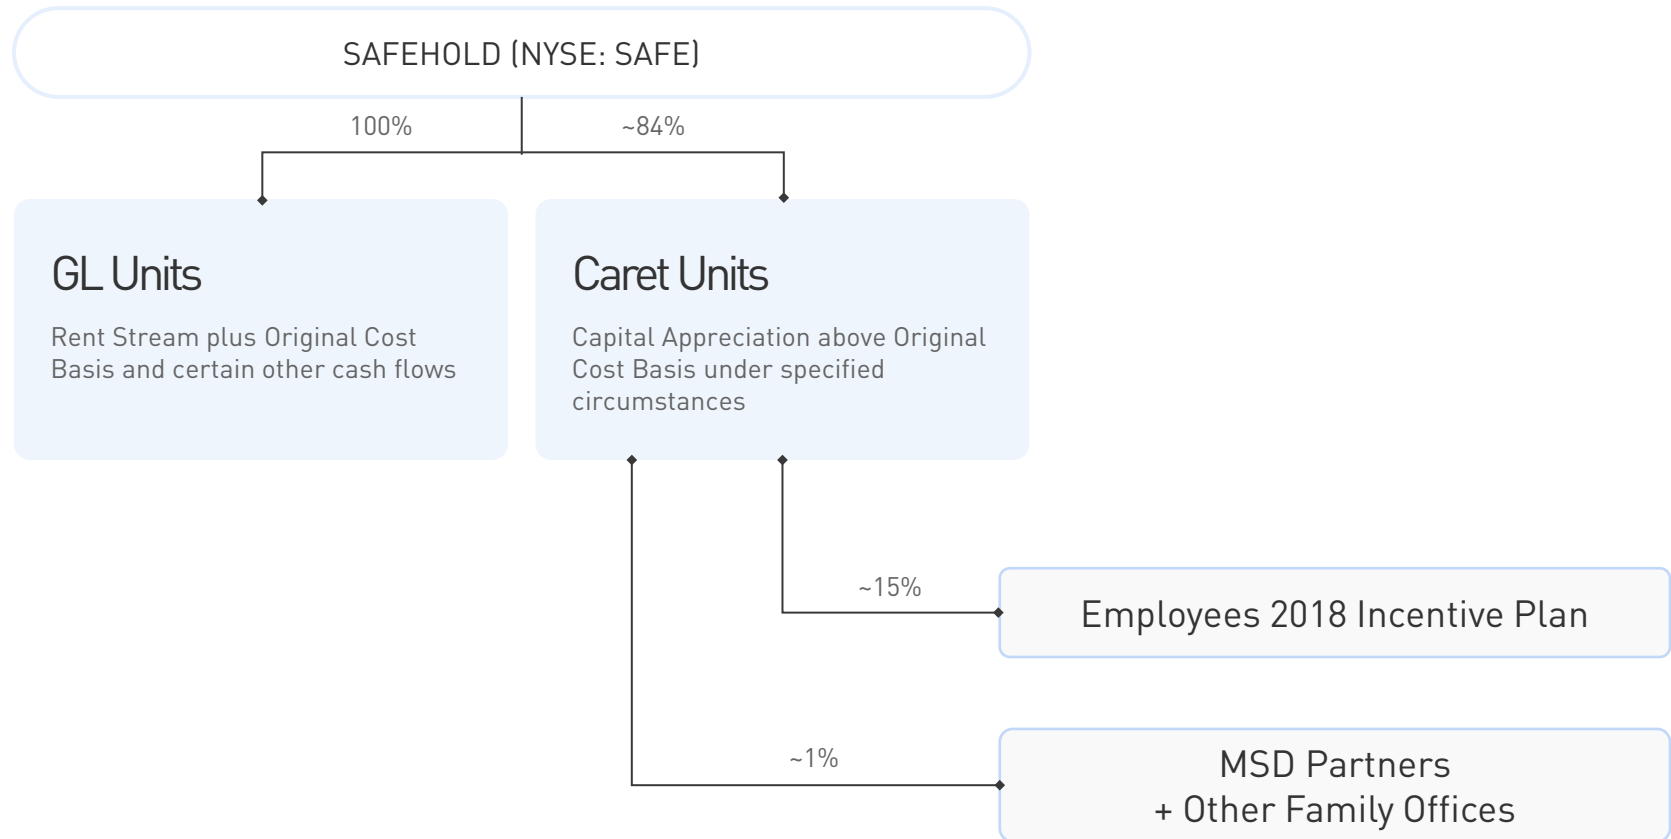 SAFEHOLD (NYSE: SAFE)
100%
~84%
GL Units
Rent Stream plus Original Cost
Basis and certain other cash flows
Caret Units
Capital Appreciation above Original
Cost Basis under specified
circumstances
~15%
Employees 2018 Incentive Plan
~1%
MSD Partners
+ Other Family Offices